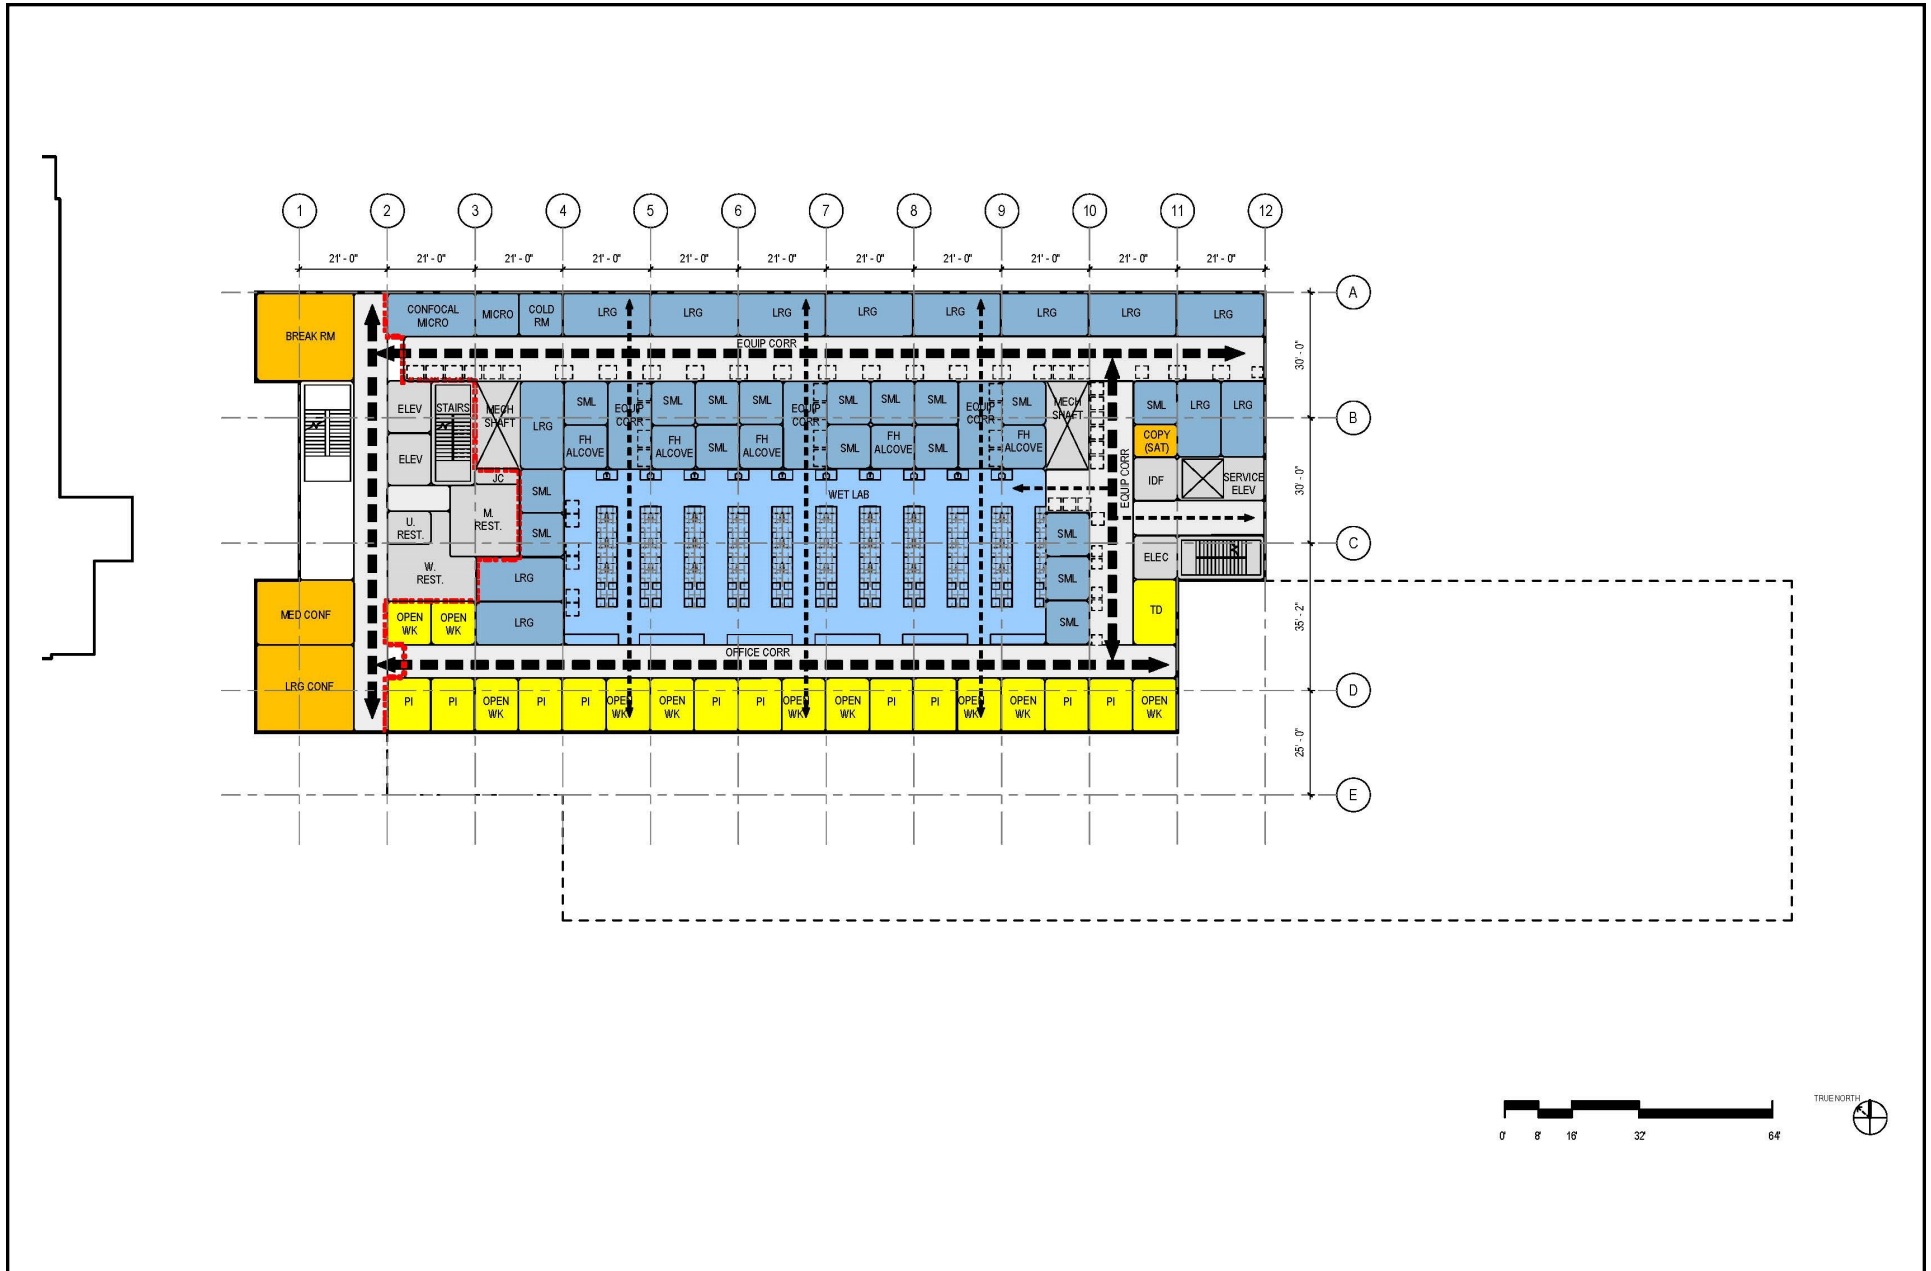 1 2 3 4 5 6 7 8 9 10 11 12
21' - 0" 21' - 0" 21' - 0" 21' - 0" 21' - 0" 21' - 0" 21' - 0" 21' - 0" 21' - 0" 21' - 0" 21' - 0"
A
B
C
D
E
30' - 0"
30' - 0"
35' - 2"
25' - 0"
BREAK RM
CONFOCAL
MICRO
MICRO
COLD
RM
LRG LRG LRG LRG LRG LRG LRG LRG
EQUIP CORR
ELEV
STAIRS
MECH
SHAFT
LRG
SML
EQUIP
CORR
SML SML SML
EQUIP
CORR
SML SML SML
EQUIP
CORR
SML
MECH
SHAFT
SML
LRG
LRG
FH
ALCOVE
FH
ALCOVE
SML
FH
ALCOVE
SML
FH
ALCOVE
SML
FH
ALCOVE
COPY
(SAT)
ELEV
JC
SML
WET LAB
EQUIP CORR
IDF
SERVICE
ELEV
U.
REST.
M.
REST.
SML
SML
W.
REST.
LRG
SML
ELEC
MED CONF
OPEN
WK
OPEN
WK
LRG
SML
TD
OFFICE CORR
LRG CONF
PI
PI
OPEN
WK
PI
PI
OPEN
WK
OPEN
WK
PI
PI
OPEN
WK
OPEN
WK
PI
PI
OPEN
WK
OPEN
WK
PI
PI
OPEN
WK
0' 8' 16' 32' 64'
TRUE NORTH